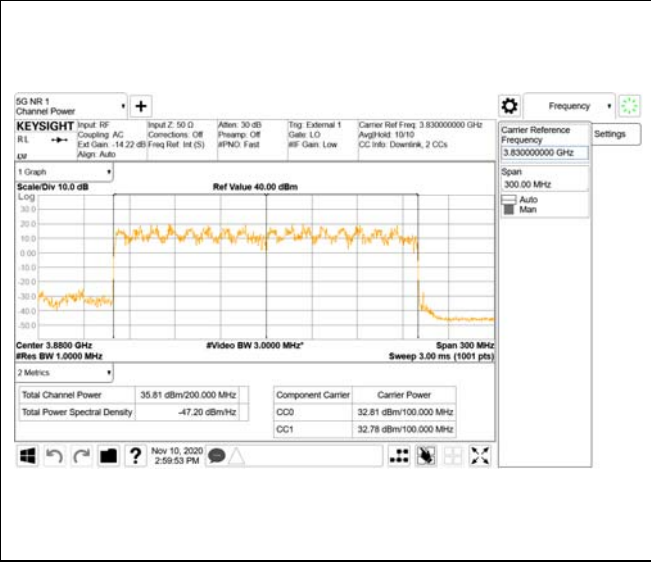 5G NR 1
Channel Power
Frequency
KEYSIGHT
RL
Input: RF
Coupling: AC
Ext Gain: -14.22 dB
Align: Auto
Input Z: 50 Ω
Corrections: Off
Freq Ref: Int (S)
Atten: 30 dB
Preamp: Off
#PNO: Fast
Trig: External 1
Gate: LO
#IF Gain: Low
Carrier Ref Freq: 3.830000000 GHz
Avg|Hold: 10/10
CC Info: Downlink, 2 CCs
Carrier Reference
Frequency
3.830000000 GHz
Settings
Span
300.00 MHz
Auto
Man
1 Graph
Scale/Div 10.0 dB
Ref Value 40.00 dBm
Log
30.0
20.0
10.0
0.00
-10.0
-20.0
-30.0
-40.0
-50.0
Center 3.8800 GHz
#Video BW 3.0000 MHz*
Span 300 MHz
#Res BW 1.0000 MHz
Sweep 3.00 ms (1001 pts)
2 Metrics
Total Channel Power 35.81 dBm/200.000 MHz
Total Power Spectral Density -47.20 dBm/Hz
Component Carrier Carrier Power
CC0 32.81 dBm/100.000 MHz
CC1 32.78 dBm/100.000 MHz
?
Nov 10, 2020
2:59:53 PM